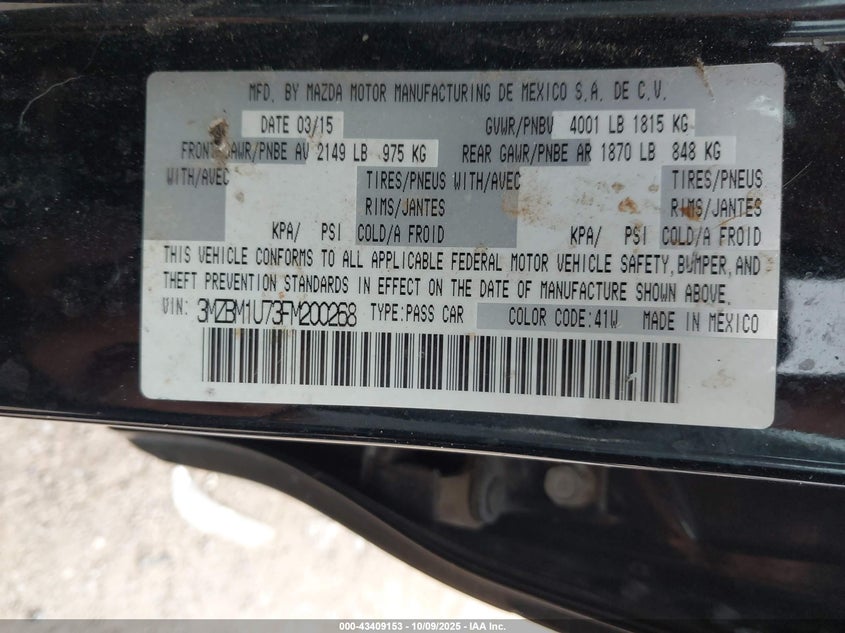 MFD. BY MAZDA MOTOR MANUFACTURING DE MEXICO S.A. DE C.V.
DATE 03/15 GVWR/PNBV 4001 LB 1815 KG
FRONT GAWR/PNBE AV 2149 LB 975 KG REAR GAWR/PNBE AR 1870 LB 848 KG
WITH/AVEC TIRES/PNEUS WITH/AVEC TIRES/PNEUS
RIMS/JANTES RIMS/JANTES
KPA/ PSI COLD/A FROID KPA/ PSI COLD/A FROID
THIS VEHICLE CONFORMS TO ALL APPLICABLE FEDERAL MOTOR VEHICLE SAFETY, BUMPER, AND
THEFT PREVENTION STANDARDS IN EFFECT ON THE DATE OF MANUFACTURE SHOWN ABOVE.
VIN: 3MZBM1U73FM200268 TYPE:PASS CAR COLOR CODE:41W MADE IN MEXICO
000-43409153 - 10/09/2025 - IAA, Inc.